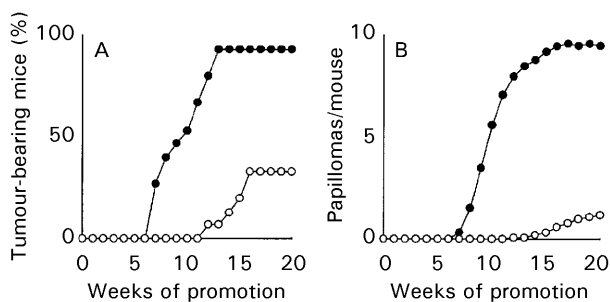 Tumour-bearing mice (%)
100
50
0
A
0 5 10 15 20
Weeks of promotion
Papillomas/mouse
10
5
0
B
0 5 10 15 20
Weeks of promotion